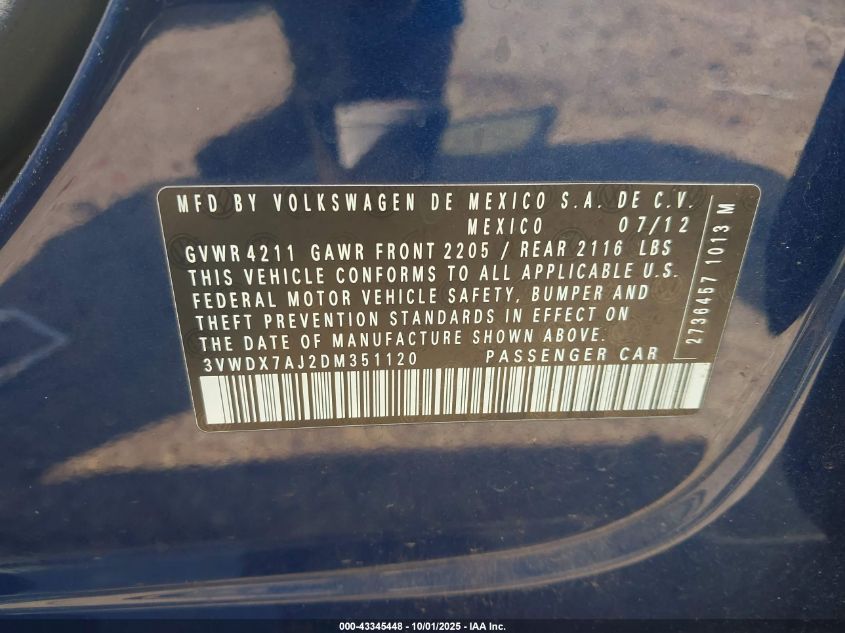 MFD BY VOLKSWAGEN DE MEXICO S.A. DE C.V.
MEXICO 07/12
GVWR 4211 GAWR FRONT 2205 / REAR 2116 LBS
THIS VEHICLE CONFORMS TO ALL APPLICABLE U.S.
FEDERAL MOTOR VEHICLE SAFETY, BUMPER AND
THEFT PREVENTION STANDARDS IN EFFECT ON
THE DATE OF MANUFACTURE SHOWN ABOVE.
3VWDX7AJ2DM351120 PASSENGER CAR
2736457 1013 M
000-43345448 - 10/01/2025 - IAA Inc.